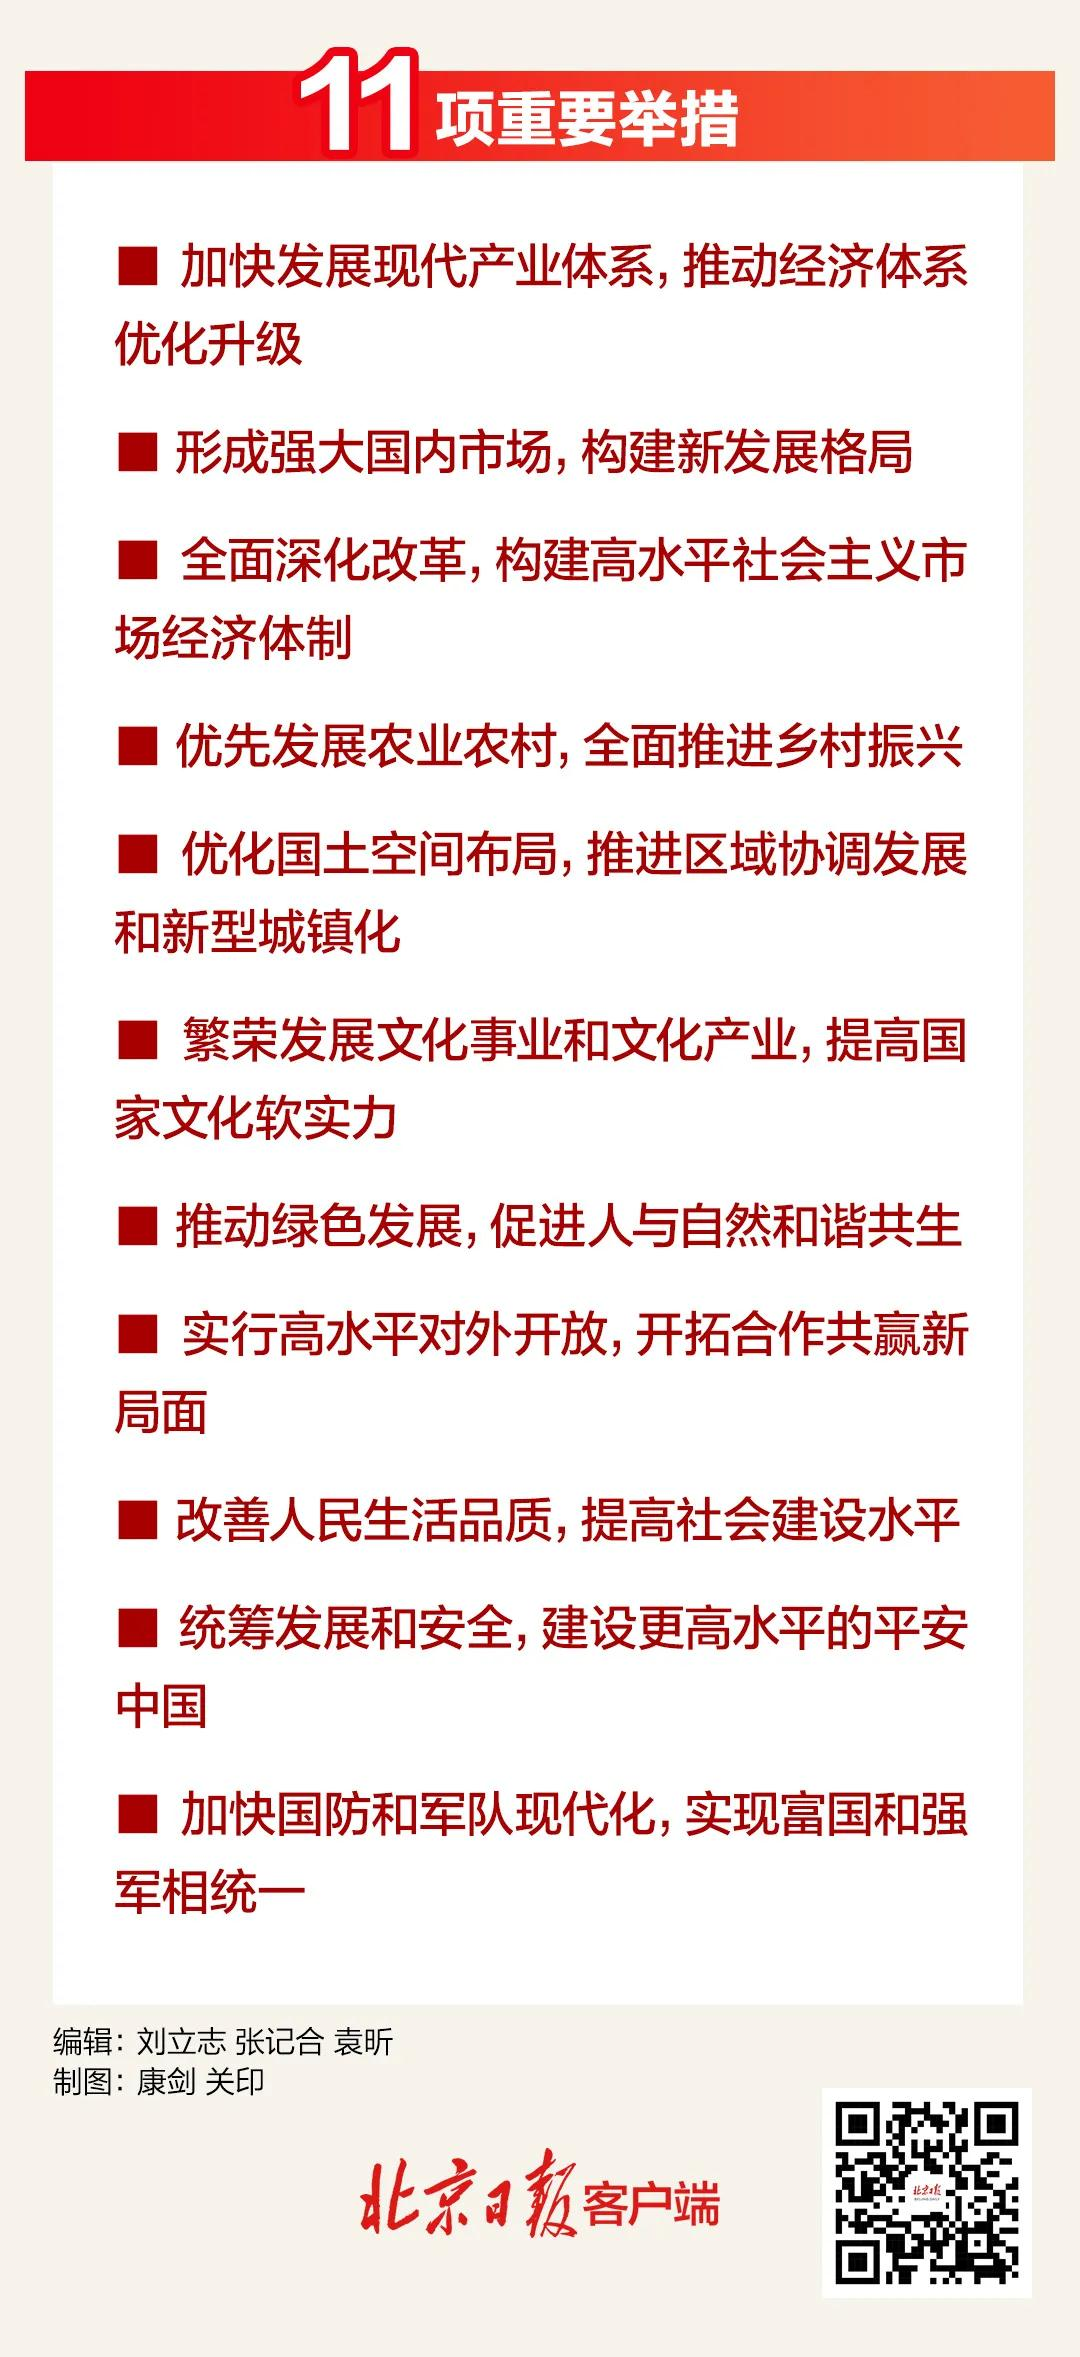 11项重要举措
■ 加快发展现代产业体系，推动经济体系
优化升级
■ 形成强大国内市场，构建新发展格局
■ 全面深化改革，构建高水平社会主义市
场经济体制
■ 优先发展农业农村，全面推进乡村振兴
■ 优化国土空间布局，推进区域协调发展
和新型城镇化
■ 繁荣发展文化事业和文化产业，提高国
家文化软实力
■ 推动绿色发展，促进人与自然和谐共生
■ 实行高水平对外开放，开拓合作共赢新
局面
■ 改善人民生活品质，提高社会建设水平
■ 统筹发展和安全，建设更高水平的平安
中国
■ 加快国防和军队现代化，实现富国和强
军相统一
编辑：刘立志 张记合 袁昕
制图：康剑 关印
北京日报客户端
北京日报